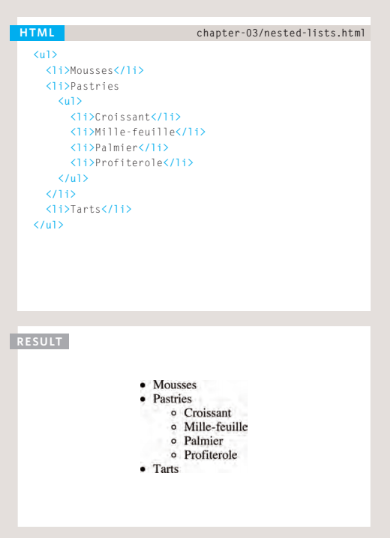 HTML chapter-03/nested-lists.html
<ul>
<li>Mousses</li>
<li>Pastries
<ul>
<li>Croissant</li>
<li>Mille-feuille</li>
<li>Palmier</li>
<li>Profiterole</li>
</ul>
</li>
<li>Tarts</li>
</ul>
RESULT
Mousses
Pastries
Croissant
Mille-feuille
Palmier
Profiterole
Tarts